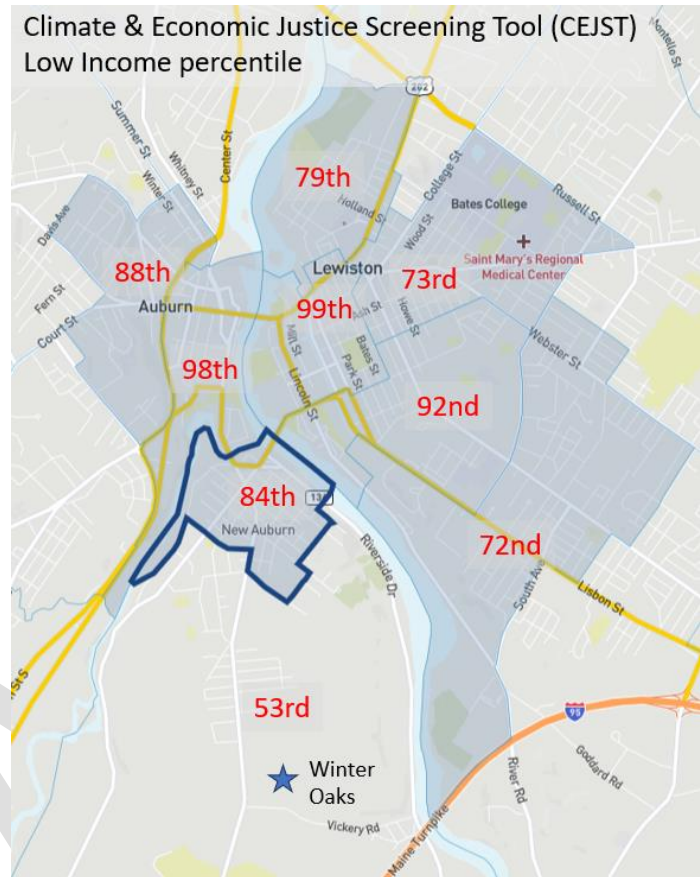 Climate & Economic Justice Screening Tool (CEJST)
Low Income percentile
Montello St
202
Summer St
Winter St
Whitney St
Center St
College St
Russell St
79th
Holland St
Wood St
Bates College
Davis Ave
Saint Mary's Regional
Medical Center
Lewiston
88th
73rd
99th
Ash St
Howe St
Fern St
Auburn
Court St
Mill St
Bates St
Park St
Webster St
98th
Lincoln St
92nd
84th
New Auburn
Riverside Dr
72nd
South Ave
Lisbon St
53rd
95
Goddard Rd
River Rd
Winter
Oaks
Vickery Rd
Maine Turnpike